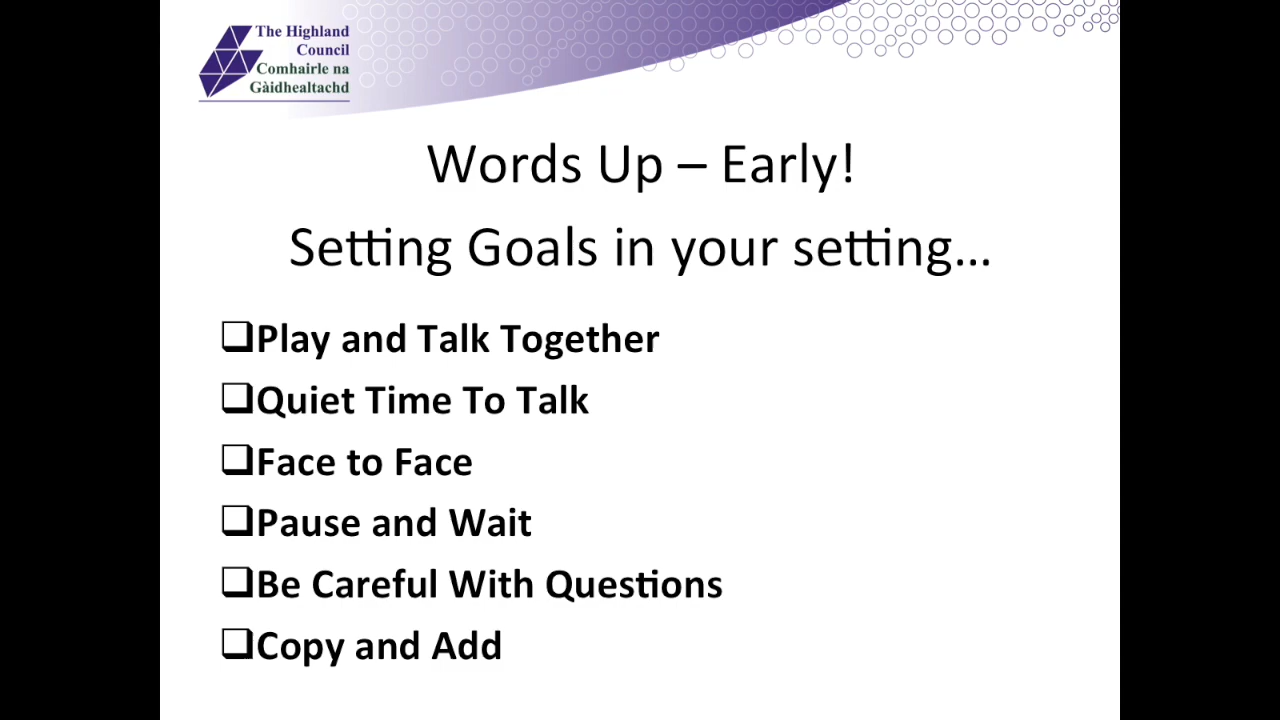 The Highland
Council
Comhairle na
Gàidhealtachd
Words Up – Early!
Setting Goals in your setting...
Play and Talk Together
Quiet Time To Talk
Face to Face
Pause and Wait
Be Careful With Questions
Copy and Add